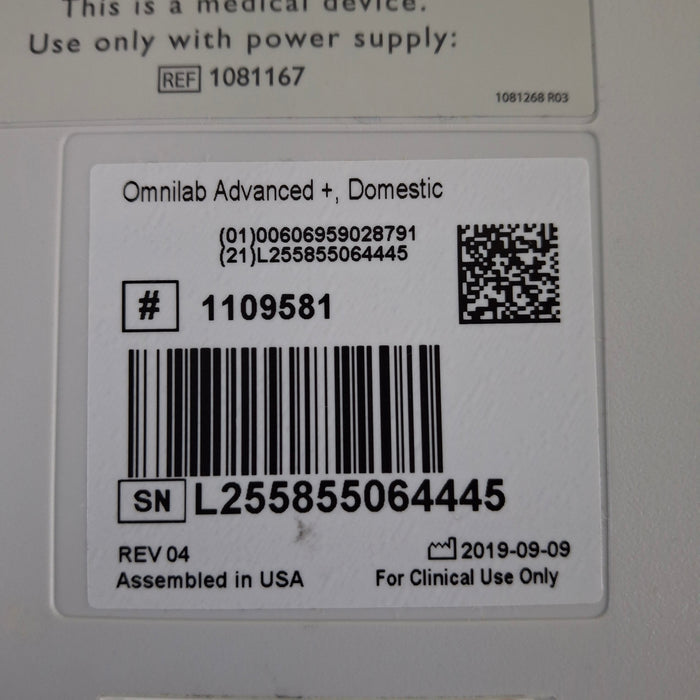 This is a medical device.
Use only with power supply:
REF 1081167
1081268 R03
Omnilab Advanced +, Domestic
(01)00606959028791
(21)L255855064445
# 1109581
SN L255855064445
REV 04
2019-09-09
Assembled in USA
For Clinical Use Only